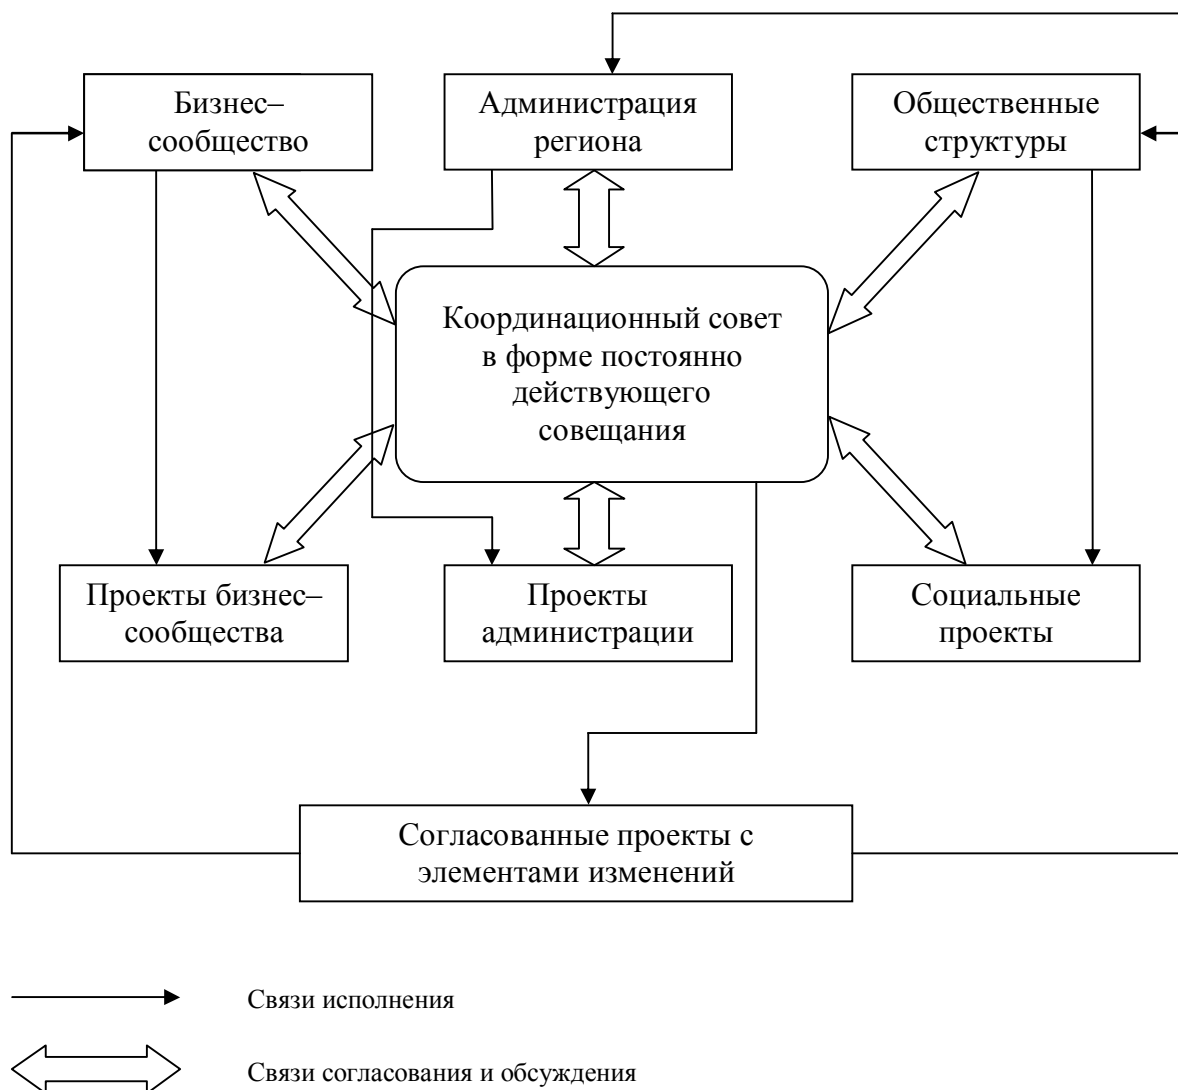 Бизнес–
сообщество
Администрация
региона
Общественные
структуры
Координационный совет
в форме постоянно
действующего
совещания
Проекты бизнес–
сообщества
Проекты
администрации
Социальные
проекты
Согласованные проекты с
элементами изменений
Связи исполнения
Связи согласования и обсуждения